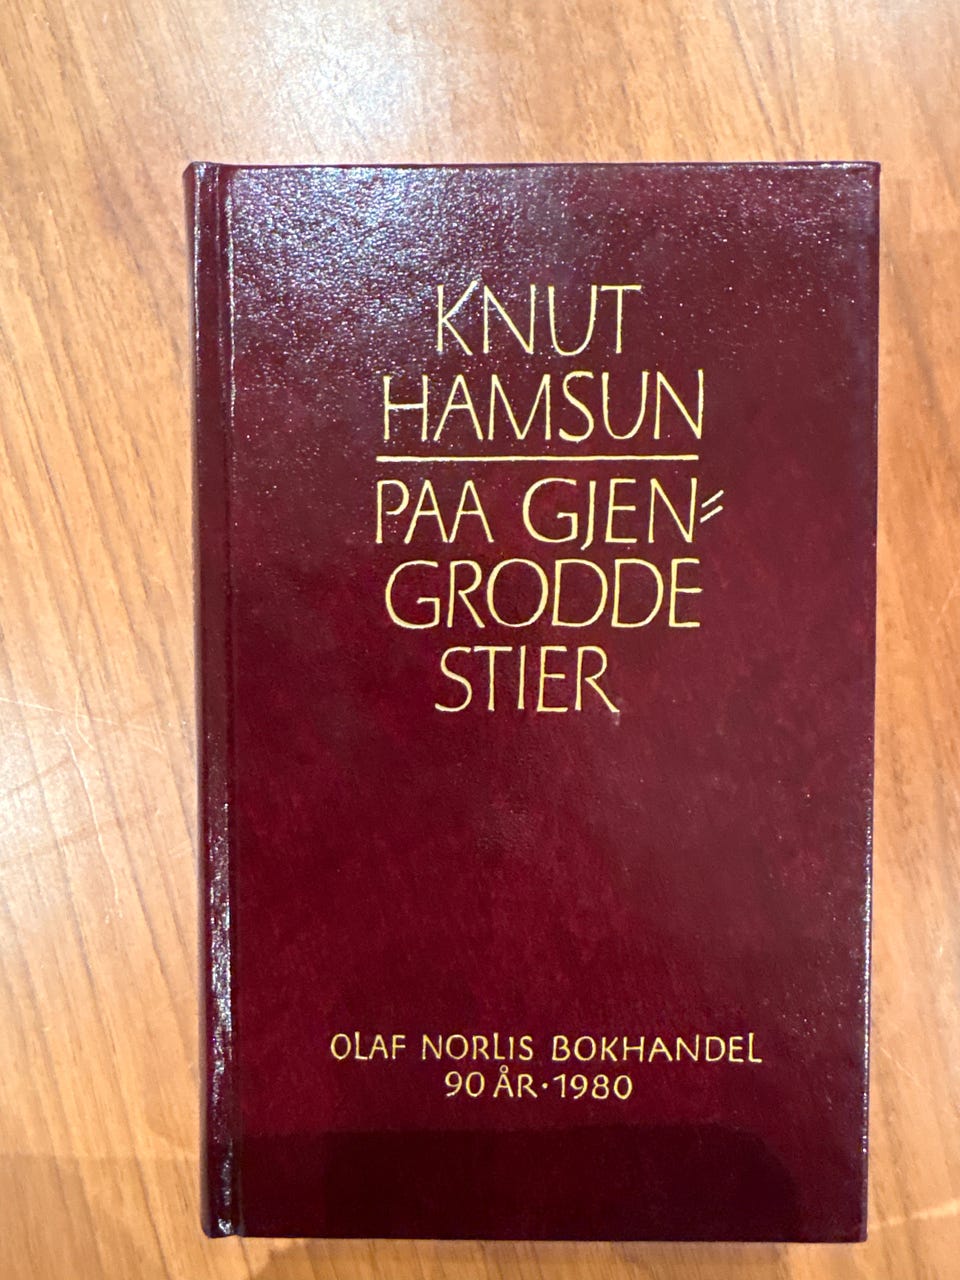 KNUT
HAMSUN
PAA GJEN=
GRODDE
STIER
OLAF NORLIS BOKHANDEL
90 ÅR·1980